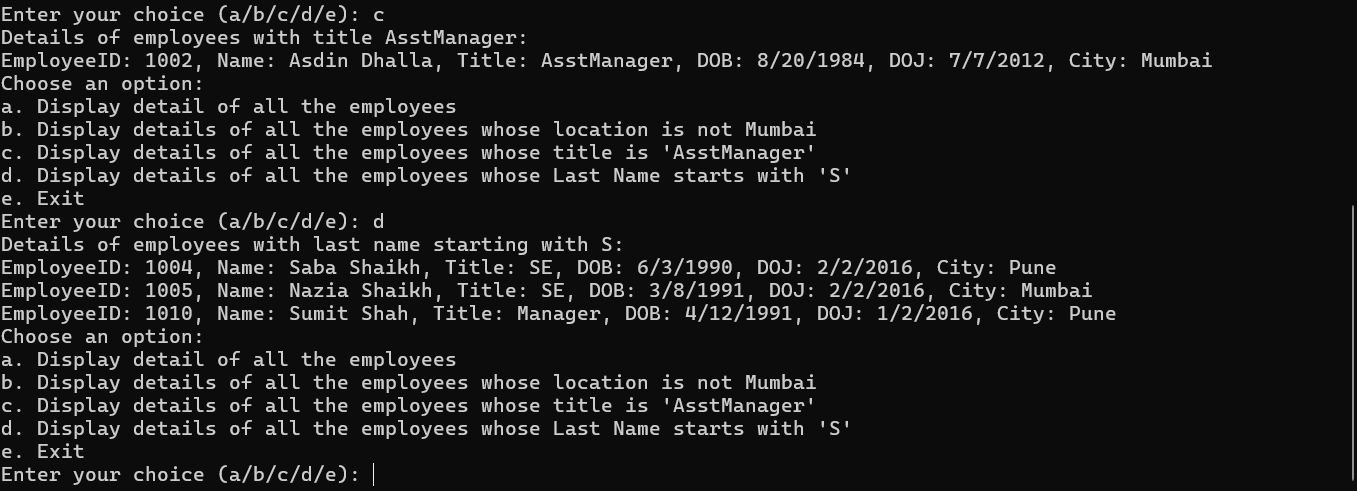 Enter your choice (a/b/c/d/e): c
Details of employees with title AsstManager:
EmployeeID: 1002, Name: Asdin Dhalla, Title: AsstManager, DOB: 8/20/1984, DOJ: 7/7/2012, City: Mumbai
Choose an option:
a. Display detail of all the employees
b. Display details of all the employees whose location is not Mumbai
c. Display details of all the employees whose title is 'AsstManager'
d. Display details of all the employees whose Last Name starts with 'S'
e. Exit
Enter your choice (a/b/c/d/e): d
Details of employees with last name starting with S:
EmployeeID: 1004, Name: Saba Shaikh, Title: SE, DOB: 6/3/1990, DOJ: 2/2/2016, City: Pune
EmployeeID: 1005, Name: Nazia Shaikh, Title: SE, DOB: 3/8/1991, DOJ: 2/2/2016, City: Mumbai
EmployeeID: 1010, Name: Sumit Shah, Title: Manager, DOB: 4/12/1991, DOJ: 1/2/2016, City: Pune
Choose an option:
a. Display detail of all the employees
b. Display details of all the employees whose location is not Mumbai
c. Display details of all the employees whose title is 'AsstManager'
d. Display details of all the employees whose Last Name starts with 'S'
e. Exit
Enter your choice (a/b/c/d/e):